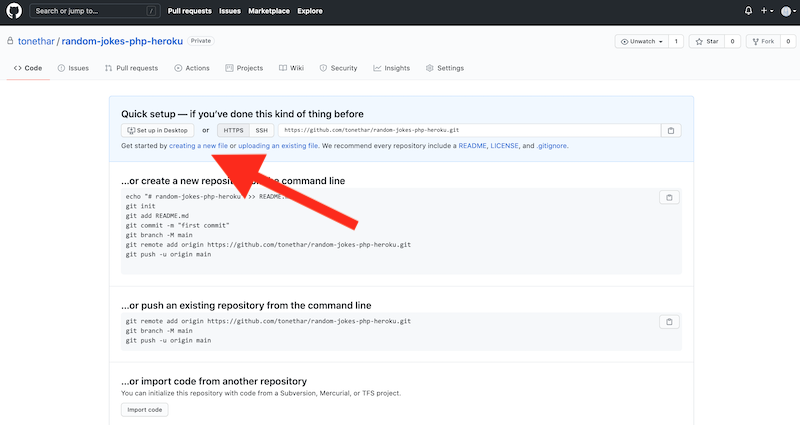 Search or jump to... / Pull requests Issues Marketplace Explore
tonethar / random-jokes-php-heroku Private Unwatch 1 Star 0 Fork 0
Code Issues Pull requests Actions Projects Wiki Security Insights Settings
Quick setup — if you've done this kind of thing before
Set up in Desktop or HTTPS SSH https://github.com/tonethar/random-jokes-php-heroku.git
Get started by creating a new file or uploading an existing file. We recommend every repository include a README, LICENSE, and .gitignore.
...or create a new the command line
echo "# random-jokes-php-heroku >> README.
git init
git add README.md
git commit -m "first commit"
git branch -M main
git remote add origin https://github.com/tonethar/random-jokes-php-heroku.git
git push -u origin main
...or push an existing repository from the command line
git remote add origin https://github.com/tonethar/random-jokes-php-heroku.git
git branch -M main
git push -u origin main
...or import code from another repository
You can initialize this repository with code from a Subversion, Mercurial, or TFS project.
Import code